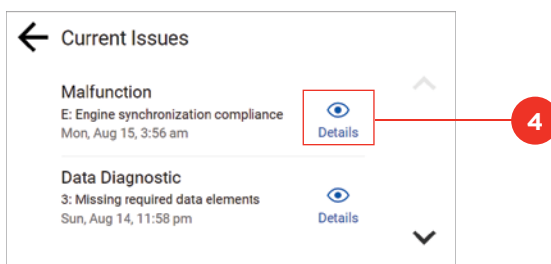 Current Issues
Malfunction
E: Engine synchronization compliance
Mon, Aug 15, 3:56 am
Details
4
Data Diagnostic
3: Missing required data elements
Sun, Aug 14, 11:58 pm
Details